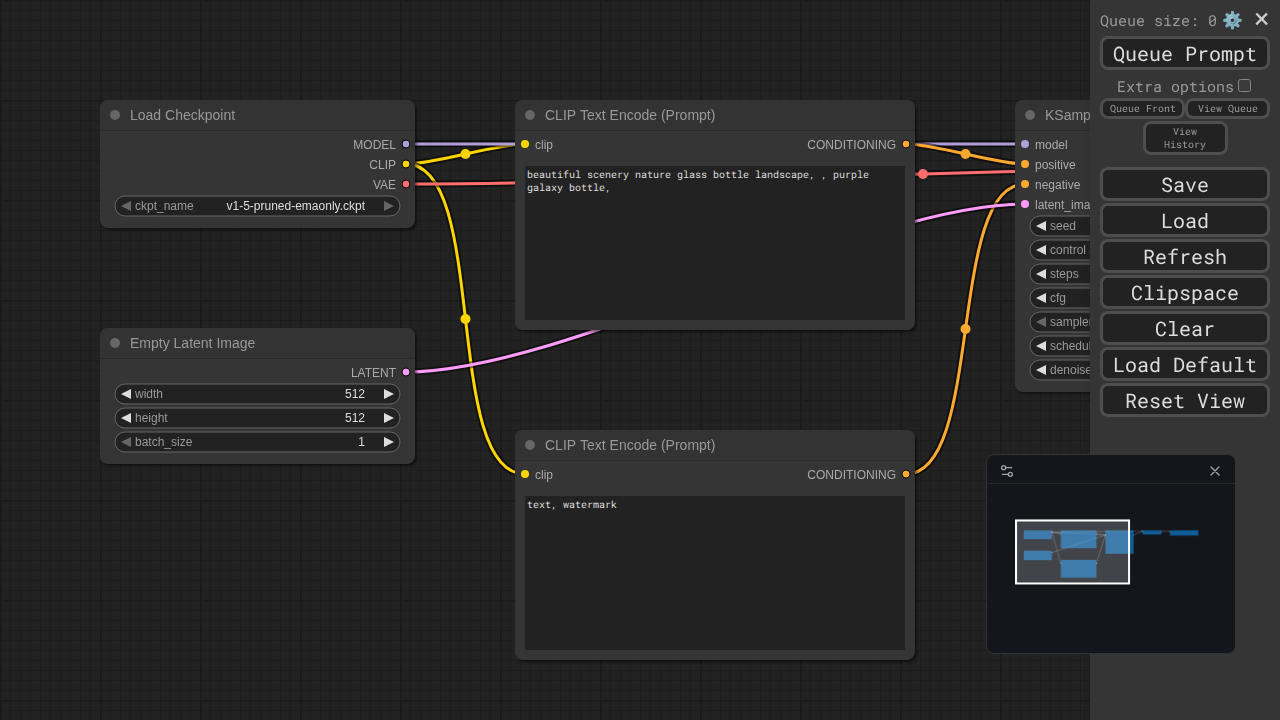 Queue size: 0
Queue Prompt
Extra options
Queue Front
View Queue
View
History
Save
Load
Refresh
Clipspace
Clear
Load Default
Reset View
Load Checkpoint
MODEL
CLIP
VAE
ckpt_name v1-5-pruned-emaonly.ckpt
Empty Latent Image
LATENT
width 512
height 512
batch_size 1
CLIP Text Encode (Prompt)
clip CONDITIONING
beautiful scenery nature glass bottle landscape, , purple
galaxy bottle,
CLIP Text Encode (Prompt)
clip CONDITIONING
text, watermark
KSamp
model
positive
negative
latent_ima
seed
control
steps
cfg
sampler
schedul
denoise